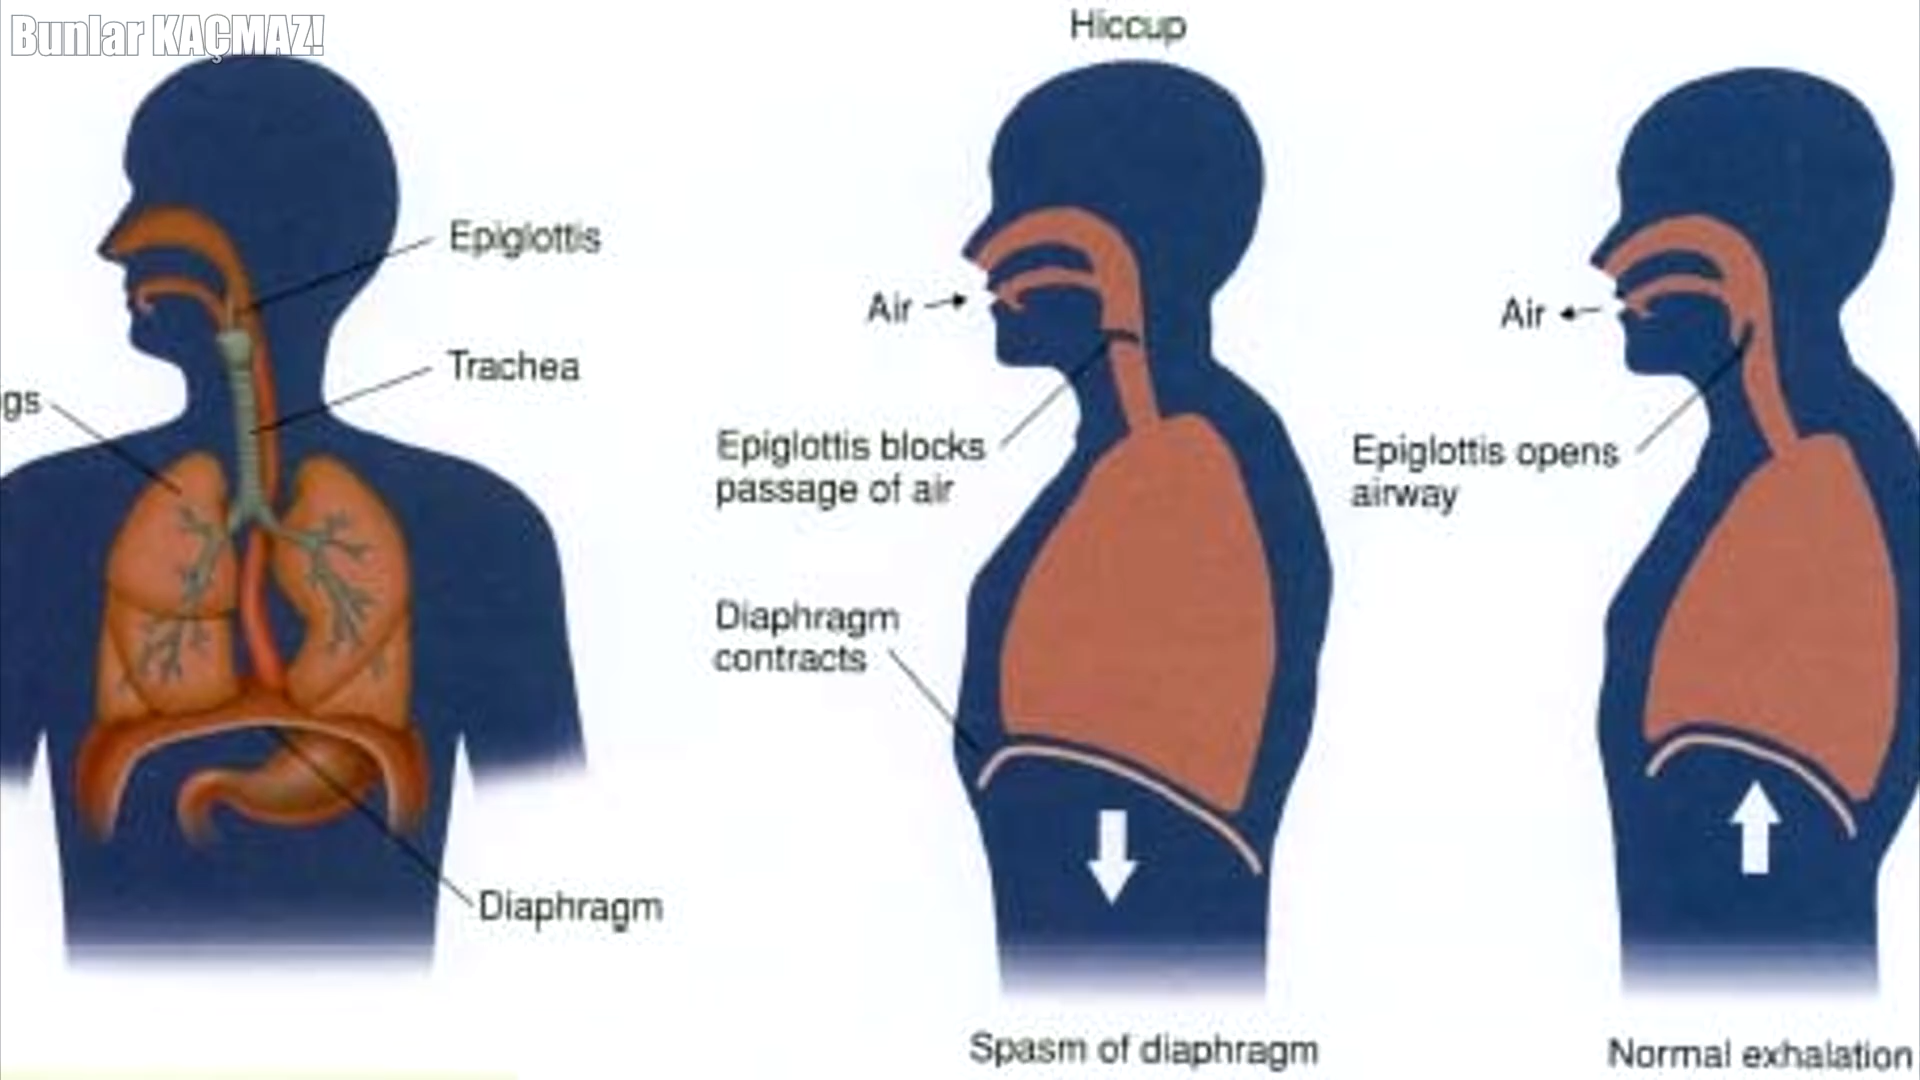 Bunlar KAÇMAZ!
Hiccup
Epiglottis
Trachea
gs
Diaphragm
Air
Epiglottis blocks
passage of air
Diaphragm
contracts
Spasm of diaphragm
Air
Epiglottis opens
airway
Normal exhalation